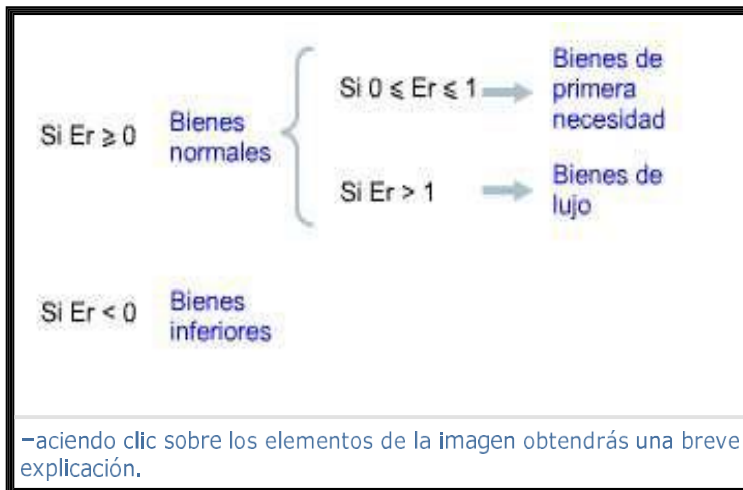 Si Er ≥ 0
Bienes
normales
Si 0 ≤ Er ≤ 1
Bienes de
primera
necesidad
Si Er > 1
Bienes de
lujo
Si Er < 0
Bienes
inferiores
–aciendo clic sobre los elementos de la imagen obtendrás una breve
explicación.